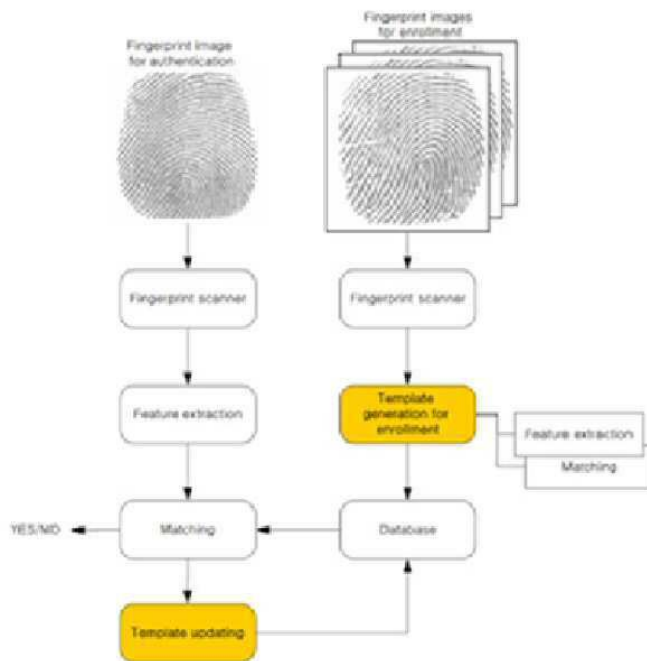 Fingerprint image
for authentication
Fingerprint images
for enrollment
Fingerprint scanner
Fingerprint scanner
Feature extraction
Template
generation for
enrollment
Feature extraction
Matching
YES/NO
Matching
Database
Template updating